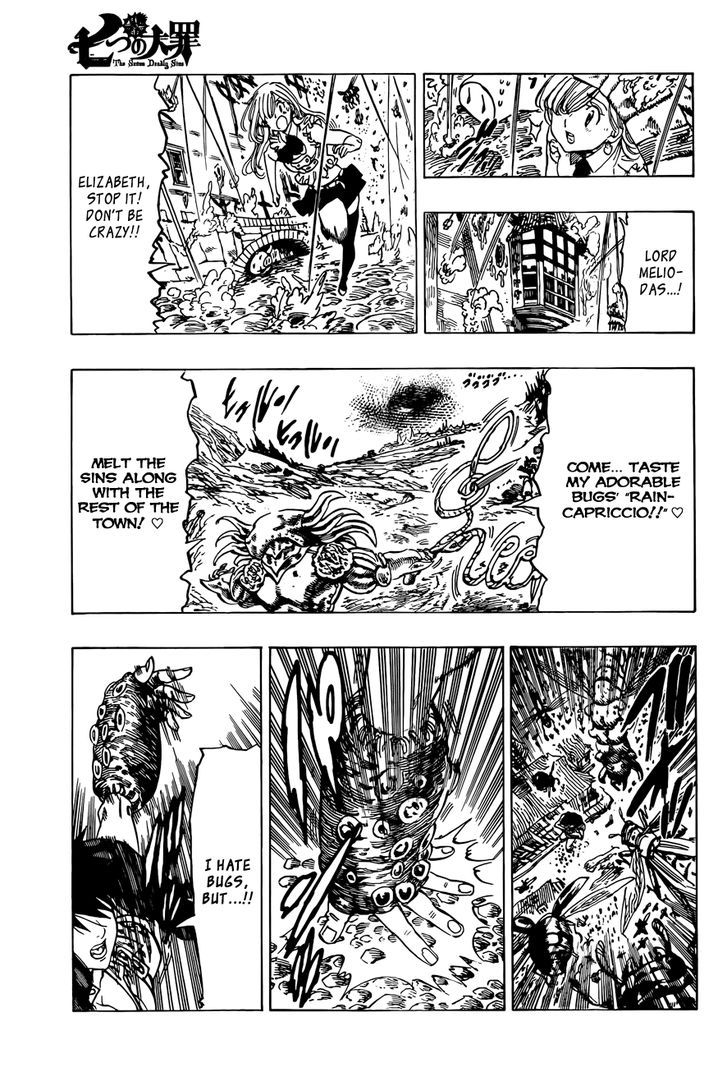 七つの大罪
The Seven Deadly Sins
LORD
MELIO-
DAS...!
ELIZABETH,
STOP IT!
DON'T BE
CRAZY!!
COME... TASTE
MY ADORABLE
BUGS' "RAIN-
CAPRICCIO!!" ♡
MELT THE
SINS ALONG
WITH THE
REST OF THE
TOWN! ♡
I HATE
BUGS,
BUT...!!